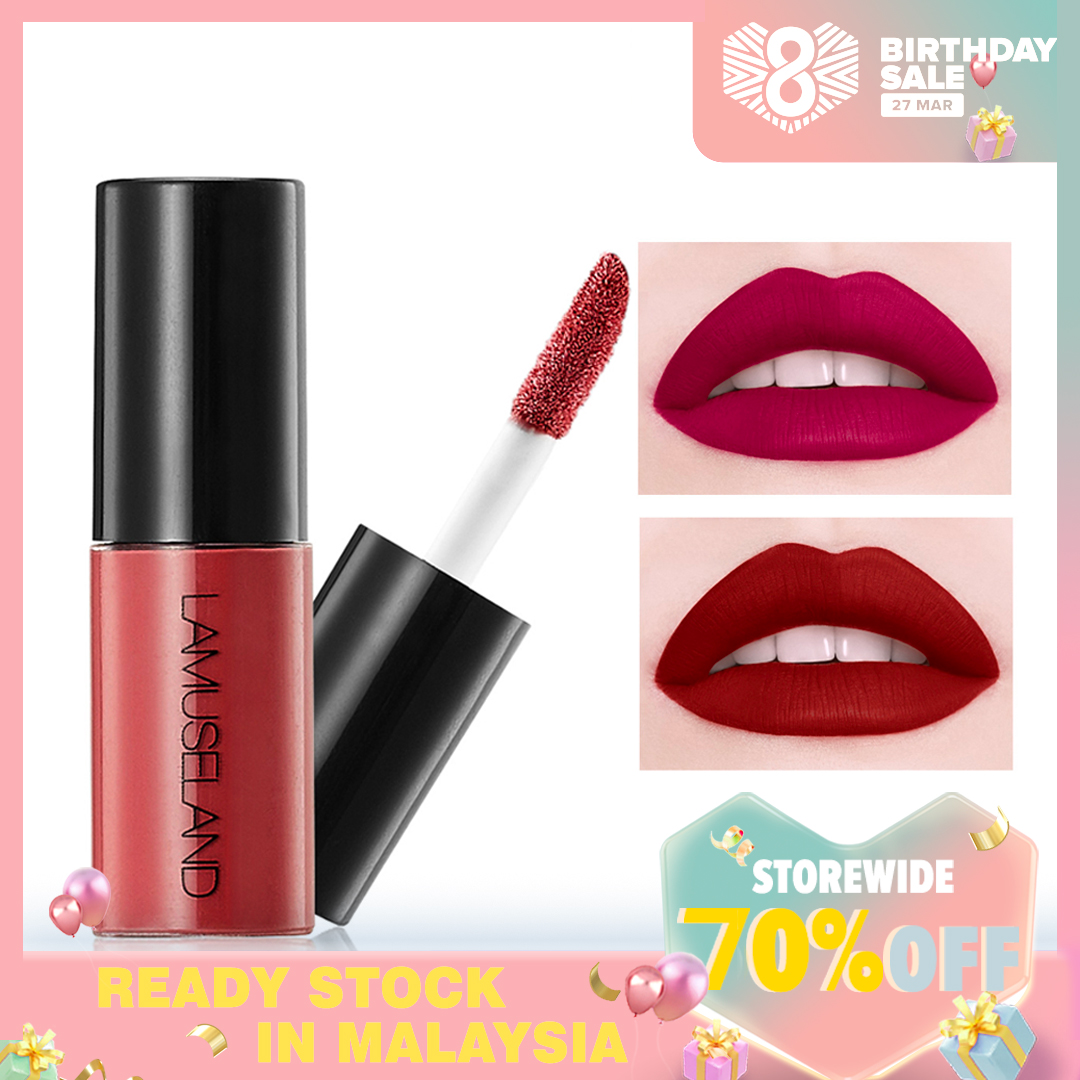 8
BIRTHDAY
SALE
27 MAR
LAMUSELAND
STOREWIDE
70% OFF
READY STOCK
IN MALAYSIA